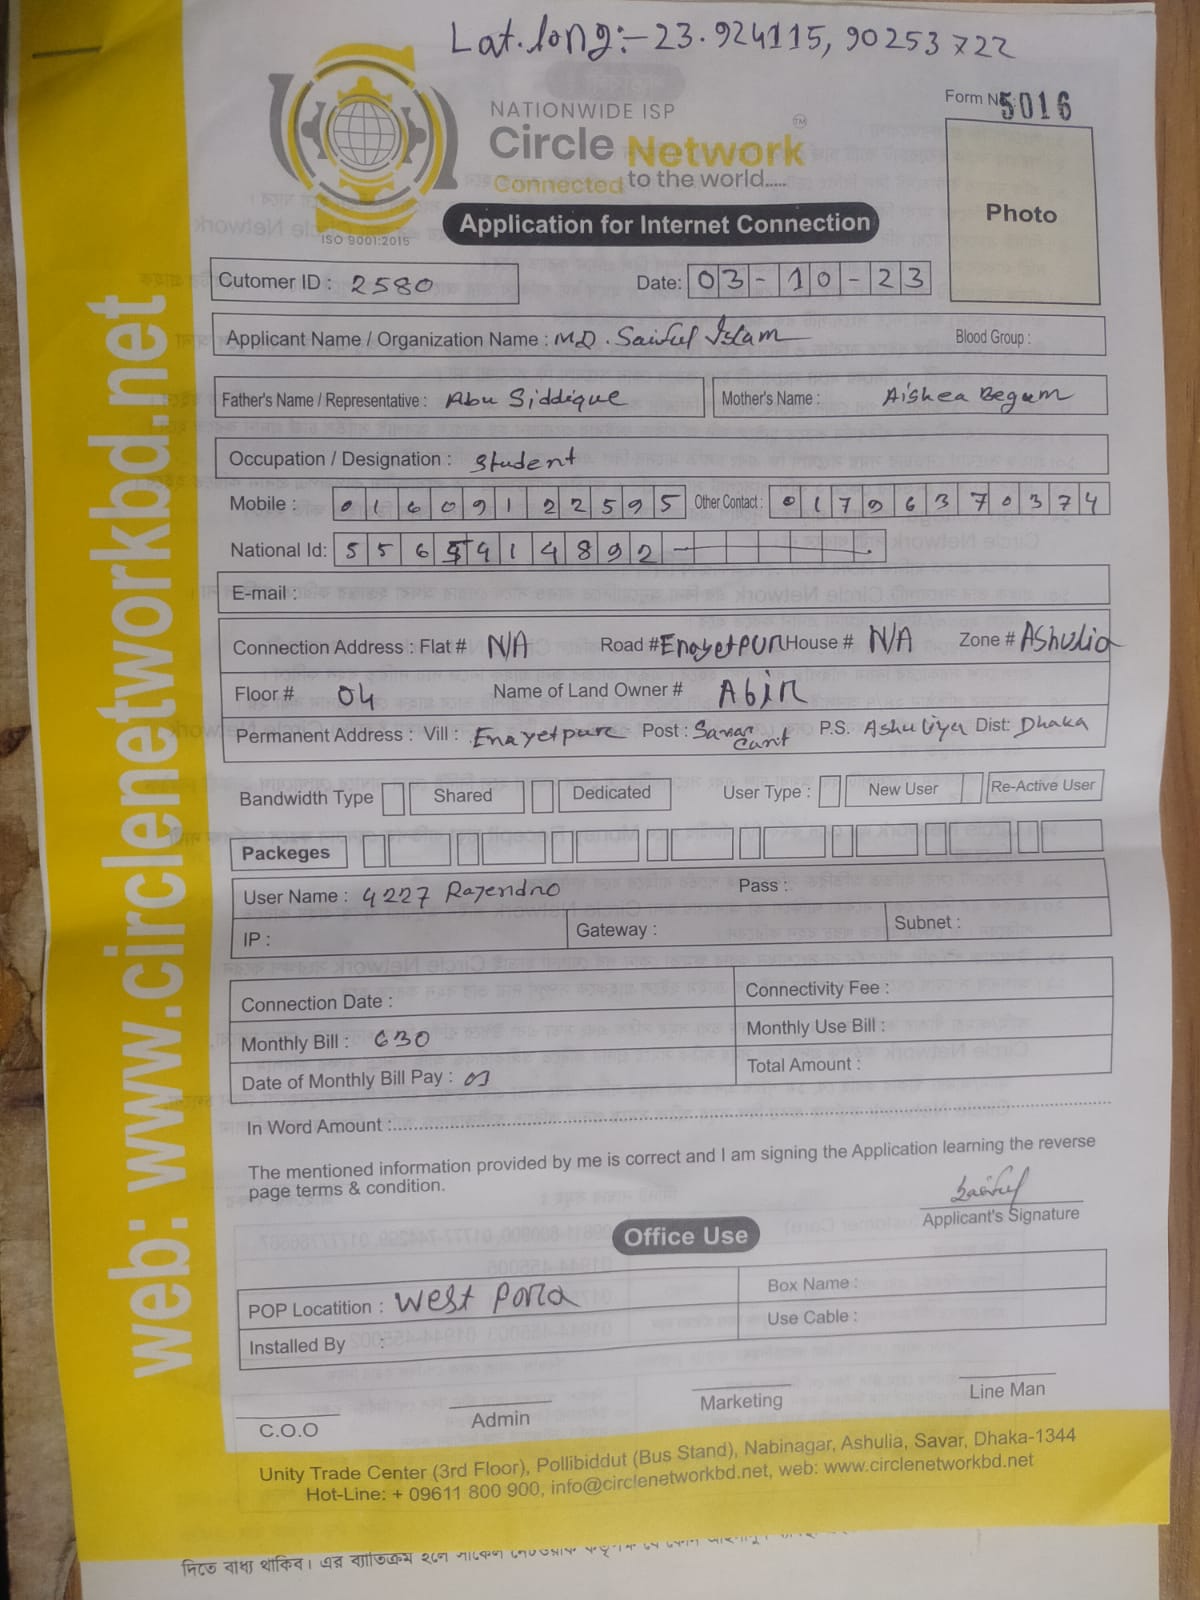 Lat.long:- 23.924115, 90253722
NATIONWIDE ISP
Form No: 5016
Circle Network TM
Connected to the world.....
ISO 9001:2015
Application for Internet Connection
Photo
Cutomer ID : 2580 Date: 03-10-23
Applicant Name / Organization Name : MD. Saiful Islam Blood Group :
Father's Name / Representative : Abu Siddique Mother's Name : Aishea Begum
Occupation / Designation : Student
Mobile : 01609122595 Other Contact : 01796370374
National Id: 5565914892
E-mail :
Connection Address : Flat # N/A Road # Enayetpur House # N/A Zone # Ashulia
Floor # 04 Name of Land Owner # Abir
Permanent Address : Vill : Enayetpure Post : Savar Cant P.S. Ashuliya Dist: Dhaka
Bandwidth Type Shared Dedicated User Type : New User Re-Active User
Packeges
User Name : 4227 Rajendro Pass :
IP : Gateway : Subnet :
Connection Date : Connectivity Fee :
Monthly Bill : 630 Monthly Use Bill :
Date of Monthly Bill Pay : Total Amount :
In Word Amount :
The mentioned information provided by me is correct and I am signing the Application learning the reverse
page terms & condition.
Saiful
Applicant's Signature
Office Use
POP Locatition : West Para Box Name :
Installed By : Use Cable :
C.O.O Admin Marketing Line Man
Unity Trade Center (3rd Floor), Pollibiddut (Bus Stand), Nabinagar, Ashulia, Savar, Dhaka-1344
Hot-Line: + 09611 800 900, info@circlenetworkbd.net, web: www.circlenetworkbd.net
web: www.circlenetworkbd.net
দিতে বাধ্য থাকিব। এর ব্যতিক্রম হলে